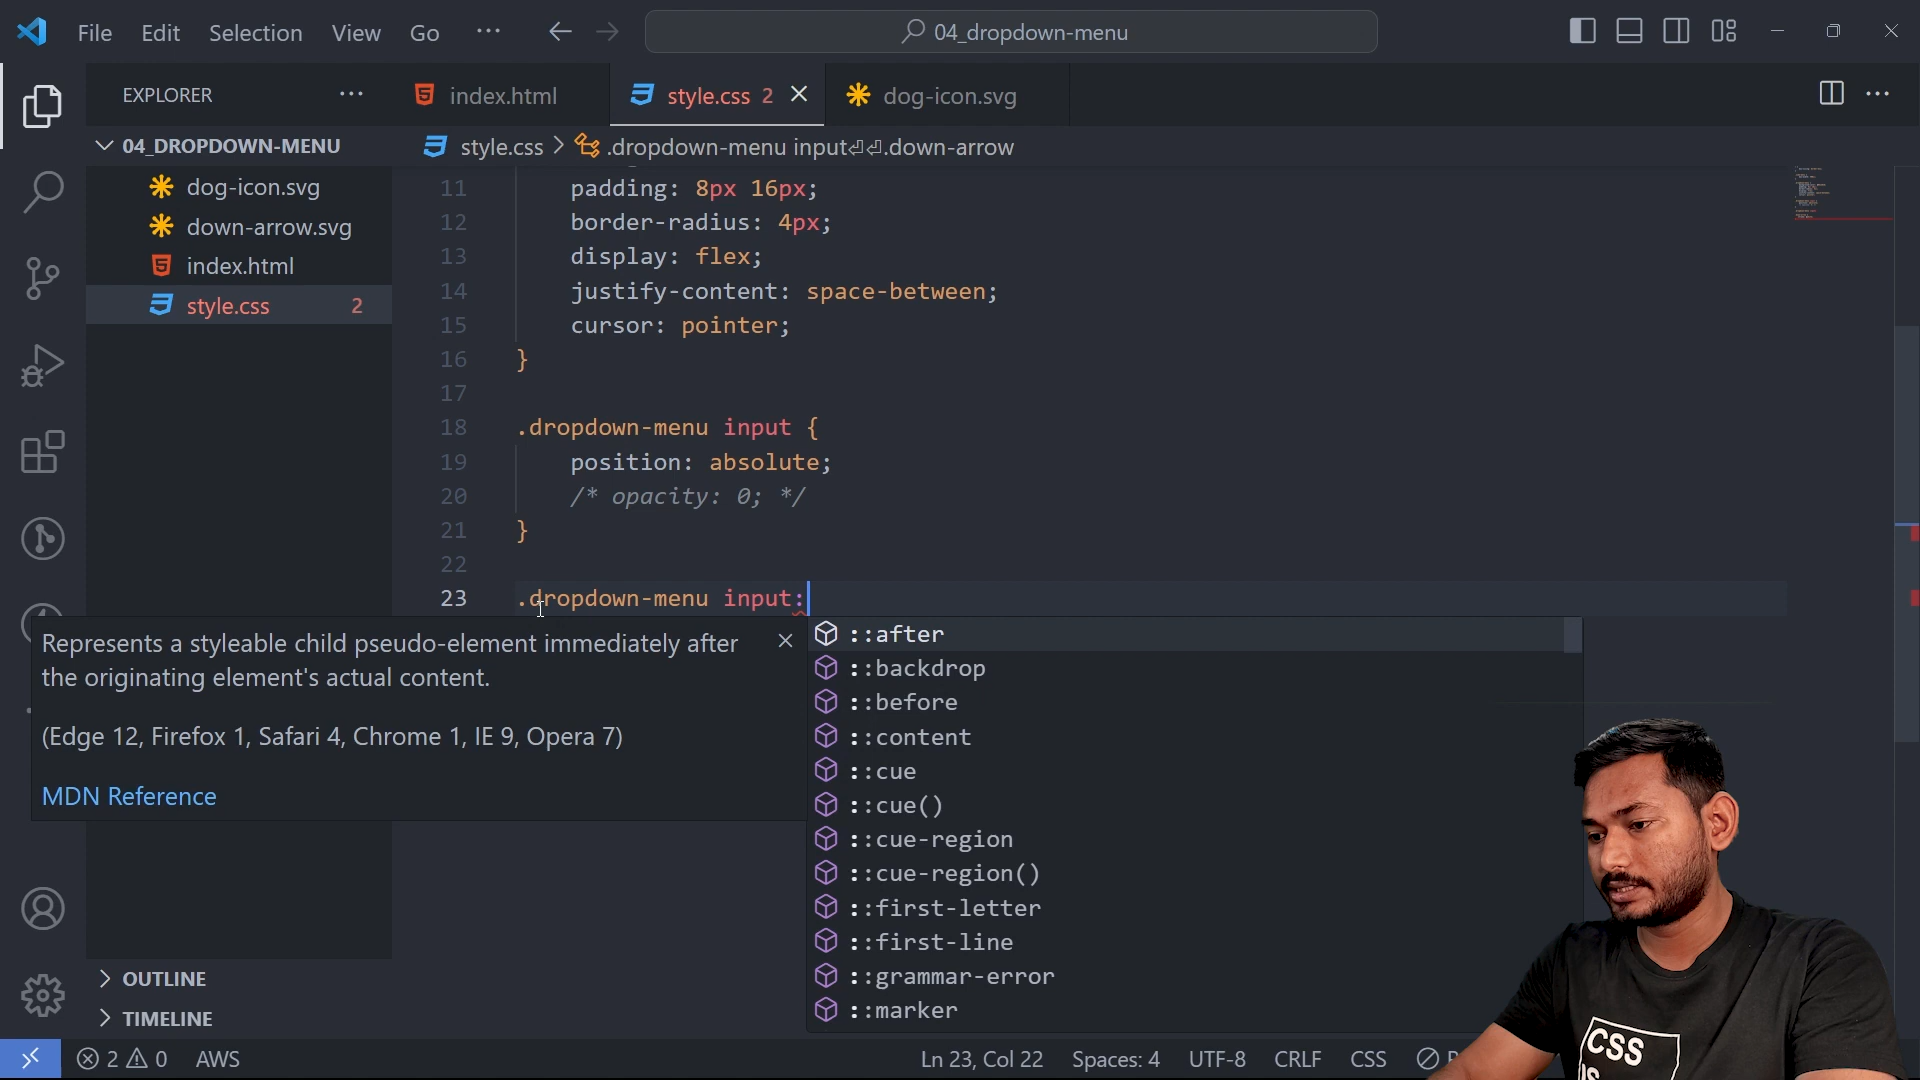 File Edit Selection View Go ··· 04_dropdown-menu
EXPLORER ··· index.html style.css 2 dog-icon.svg ···
04_DROPDOWN-MENU
style.css > .dropdown-menu input⏎⏎.down-arrow
dog-icon.svg
down-arrow.svg
index.html
style.css 2
11 padding: 8px 16px;
12 border-radius: 4px;
13 display: flex;
14 justify-content: space-between;
15 cursor: pointer;
16 }
17
18 .dropdown-menu input {
19 position: absolute;
20 /* opacity: 0; */
21 }
22
23 .dropdown-menu input:
Represents a styleable child pseudo-element immediately after
the originating element's actual content.
(Edge 12, Firefox 1, Safari 4, Chrome 1, IE 9, Opera 7)
MDN Reference
::after
::backdrop
::before
::content
::cue
::cue()
::cue-region
::cue-region()
::first-letter
::first-line
::grammar-error
::marker
OUTLINE
TIMELINE
2 0 AWS Ln 23, Col 22 Spaces: 4 UTF-8 CRLF CSS
CSS